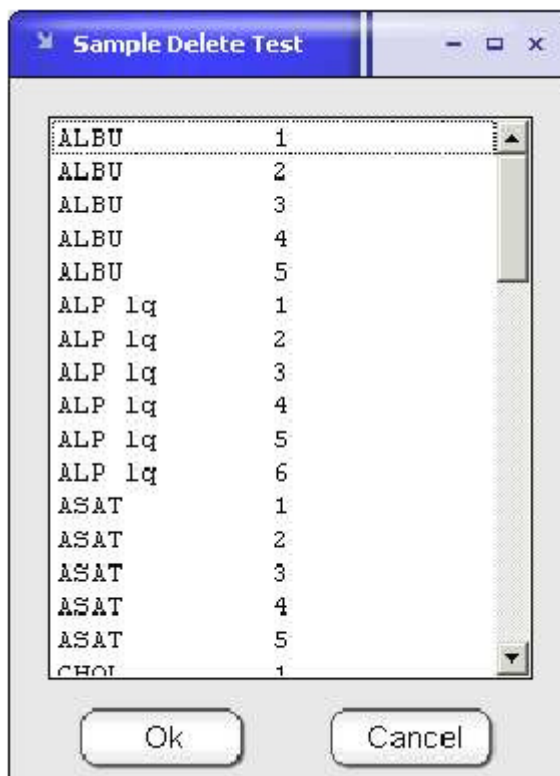 Sample Delete Test
ALBU 1
ALBU 2
ALBU 3
ALBU 4
ALBU 5
ALP lq 1
ALP lq 2
ALP lq 3
ALP lq 4
ALP lq 5
ALP lq 6
ASAT 1
ASAT 2
ASAT 3
ASAT 4
ASAT 5
CHOL 1
Ok Cancel